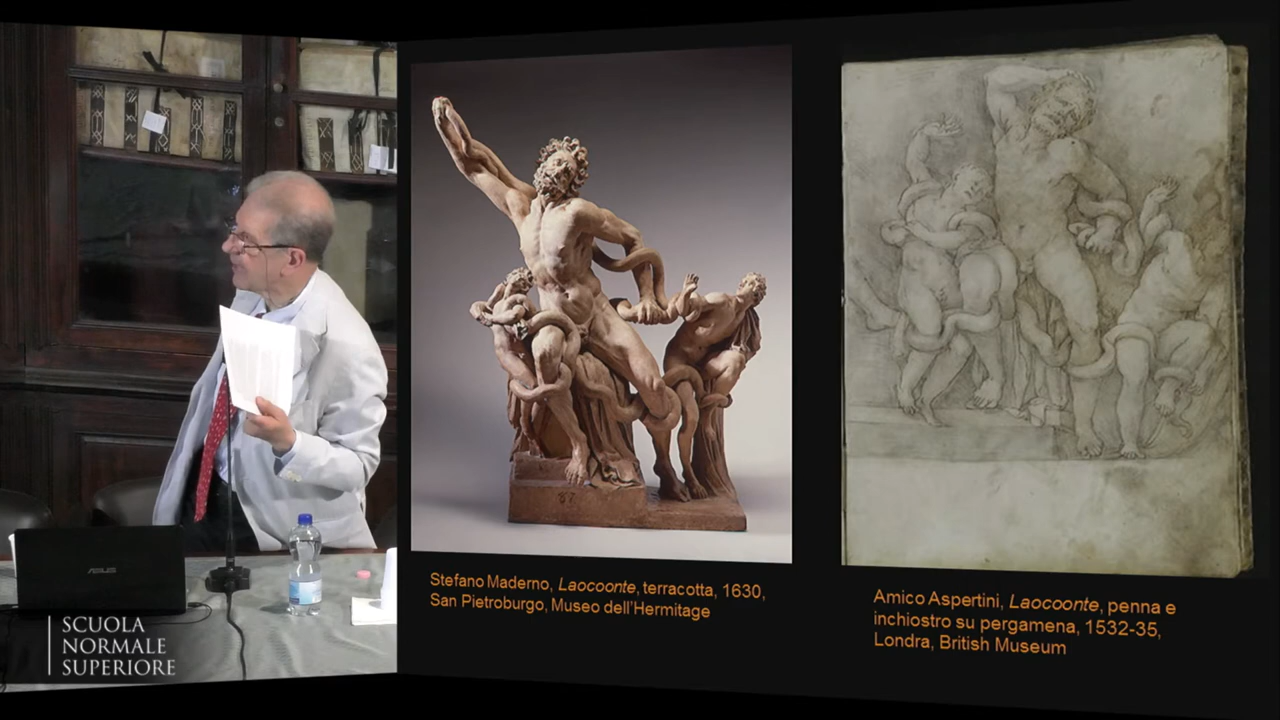 ASUS
SCUOLA
NORMALE
SUPERIORE
67
Stefano Maderno, Laocoonte, terracotta, 1630,
San Pietroburgo, Museo dell'Hermitage
Amico Aspertini, Laocoonte, penna e
inchiostro su pergamena, 1532-35,
Londra, British Museum